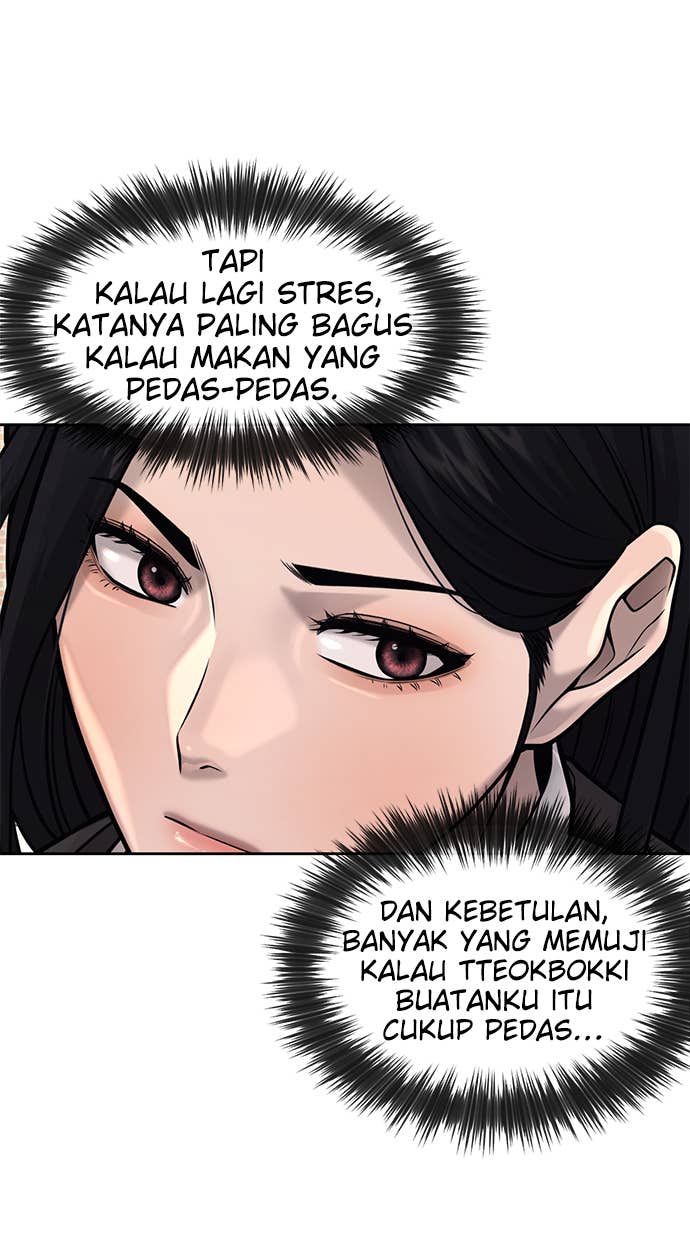 TAPI
KALAU LAGI STRES,
KATANYA PALING BAGUS
KALAU MAKAN YANG
PEDAS-PEDAS.
DAN KEBETULAN,
BANYAK YANG MEMUJI
KALAU TTEOKBOKKI
BUATANKU ITU
CUKUP PEDAS...